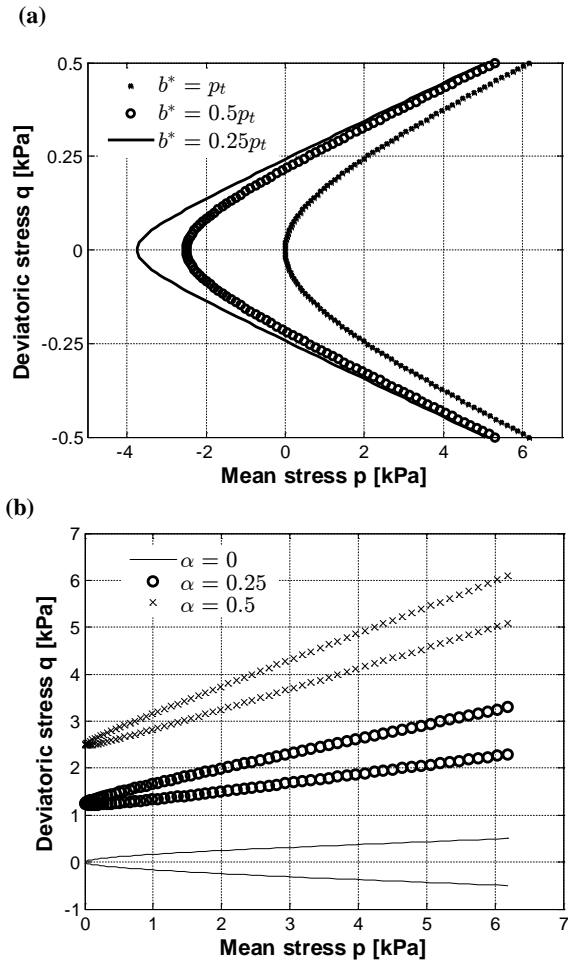 (a)
0.5
0.25
0
-0.25
-0.5
Deviatoric stress q [kPa]
b* = p_t
b* = 0.5p_t
b* = 0.25p_t
-4 -2 0 2 4 6
Mean stress p [kPa]
(b)
7
6
5
4
3
2
1
0
-1
Deviatoric stress q [kPa]
α = 0
α = 0.25
α = 0.5
0 1 2 3 4 5 6 7
Mean stress p [kPa]